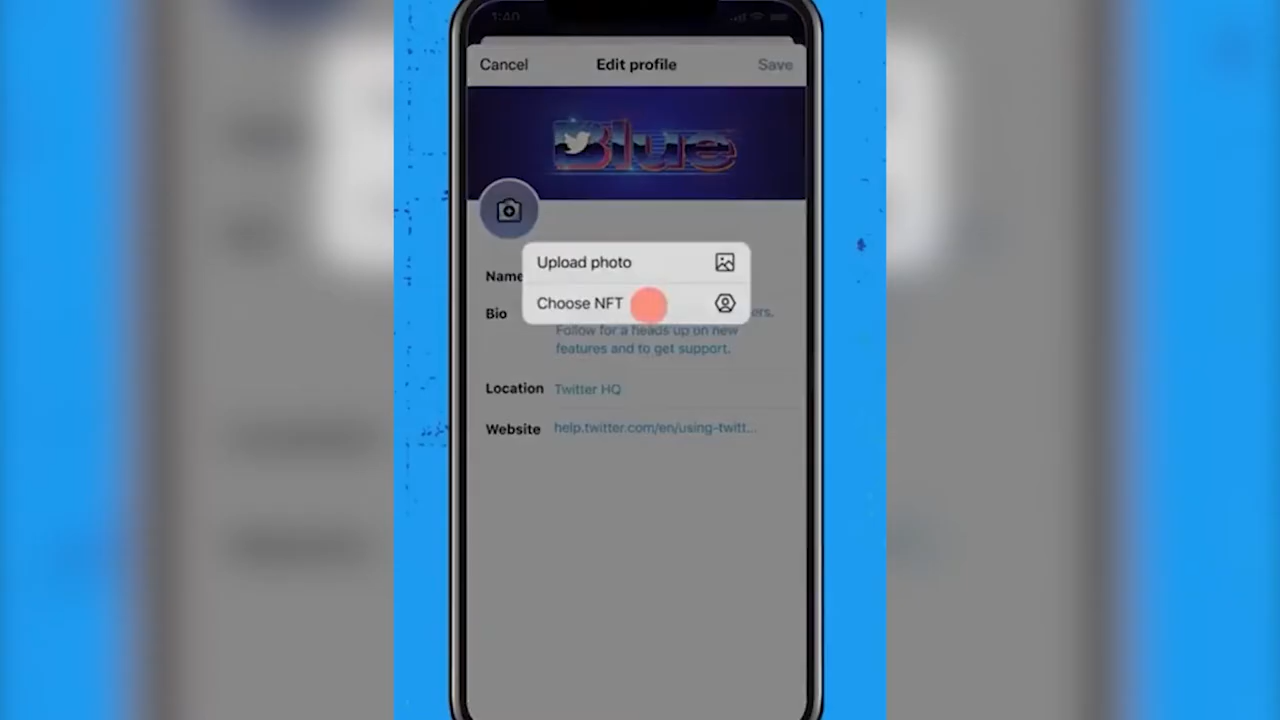 1:40
Cancel Edit profile Save
Blue
Upload photo
Name
Choose NFT
Bio
ers.
Follow for a heads up on new
features and to get support.
Location Twitter HQ
Website help.twitter.com/en/using-twitt...